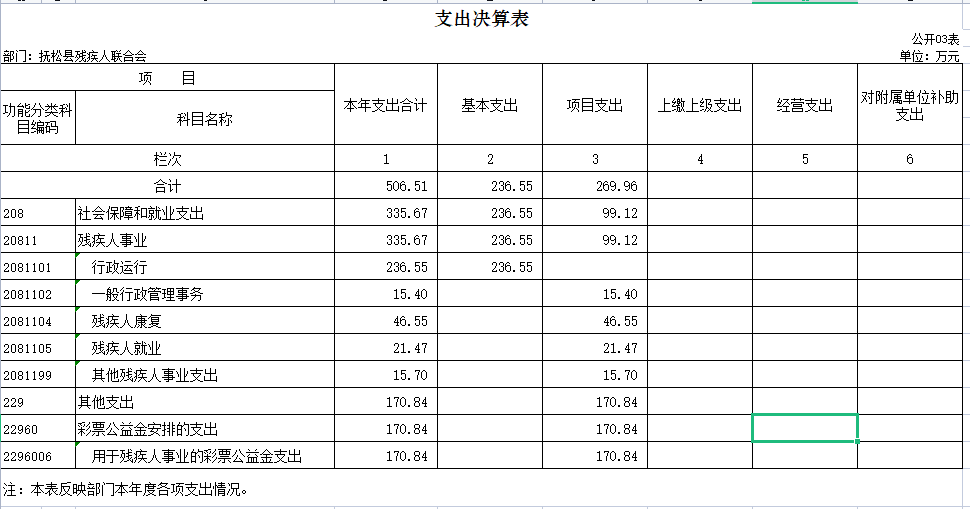 支出决算表
公开03表
部门：抚松县残疾人联合会 单位：万元
项 目 本年支出合计 基本支出 项目支出 上缴上级支出 经营支出 对附属单位补助支出
功能分类科目编码 科目名称
栏次 1 2 3 4 5 6
合计 506.51 236.55 269.96
208 社会保障和就业支出 335.67 236.55 99.12
20811 残疾人事业 335.67 236.55 99.12
2081101 行政运行 236.55 236.55
2081102 一般行政管理事务 15.40 15.40
2081104 残疾人康复 46.55 46.55
2081105 残疾人就业 21.47 21.47
2081199 其他残疾人事业支出 15.70 15.70
229 其他支出 170.84 170.84
22960 彩票公益金安排的支出 170.84 170.84
2296006 用于残疾人事业的彩票公益金支出 170.84 170.84
注：本表反映部门本年度各项支出情况。